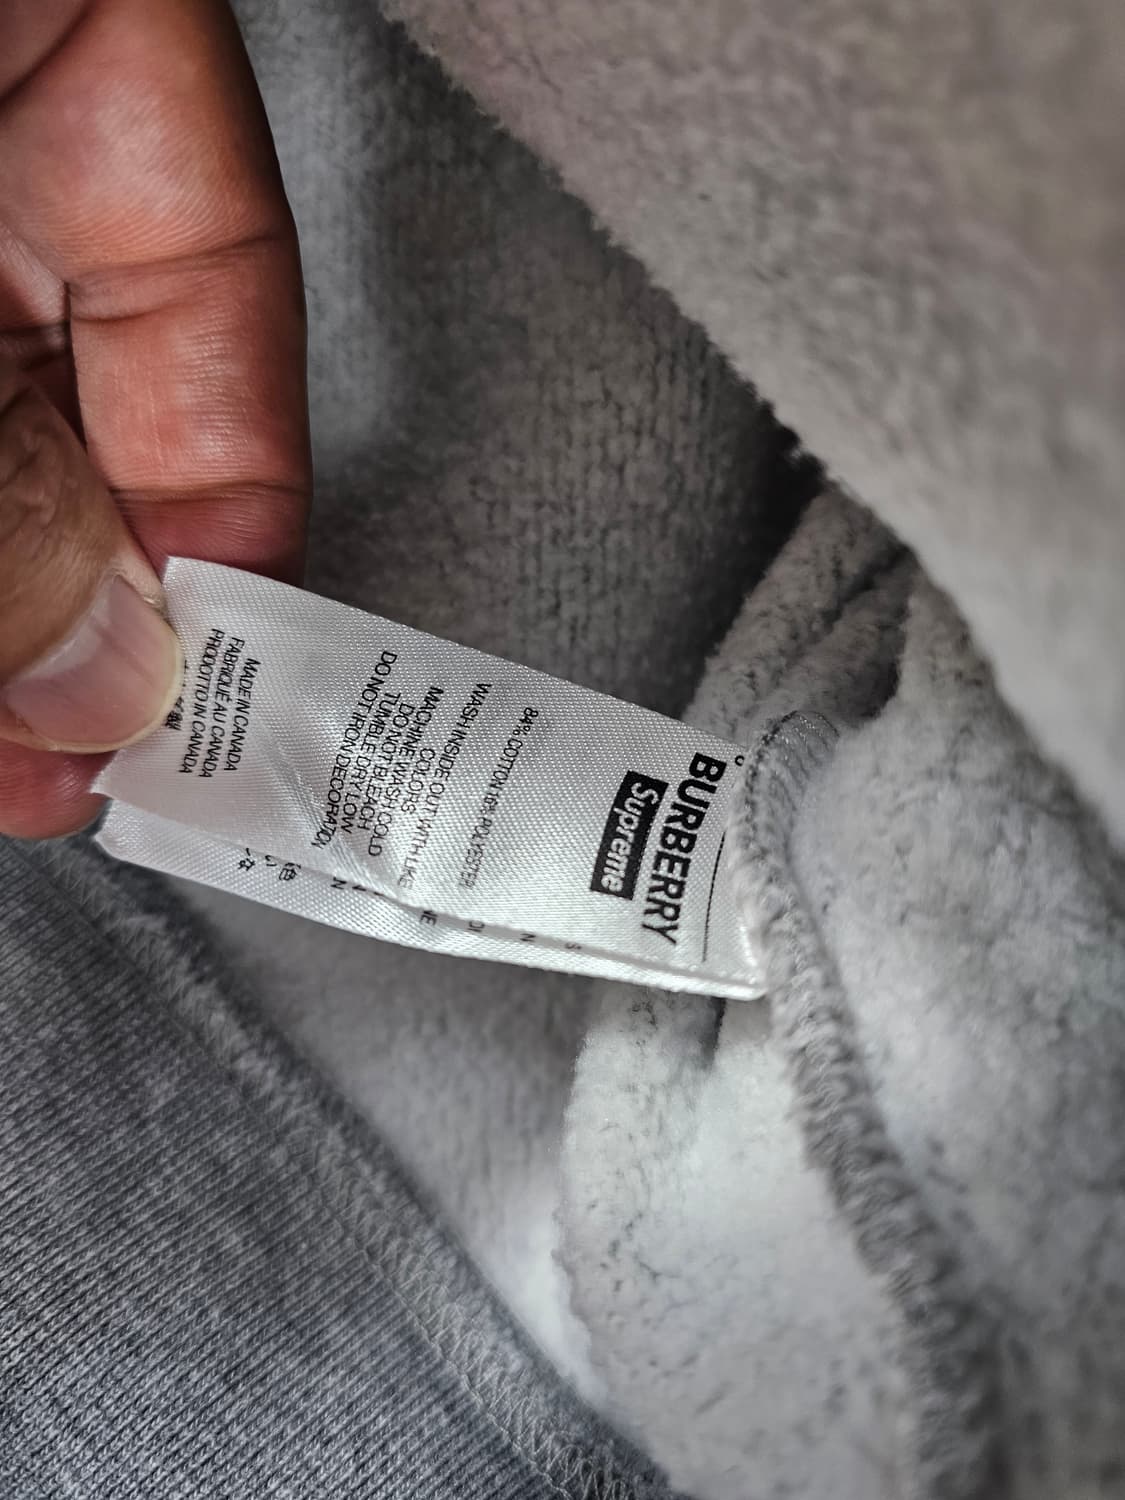 BURBERRY
Supreme
84% COTTON 16% POLYESTER
WASH INSIDE OUT WITH LIKE
COLORS
MACHINE WASH COLD
DO NOT BLEACH
TUMBLE DRY LOW
DO NOT IRON DECORATION
MADE IN CANADA
FABRIQUÉ AU CANADA
PRODOTTO IN CANADA